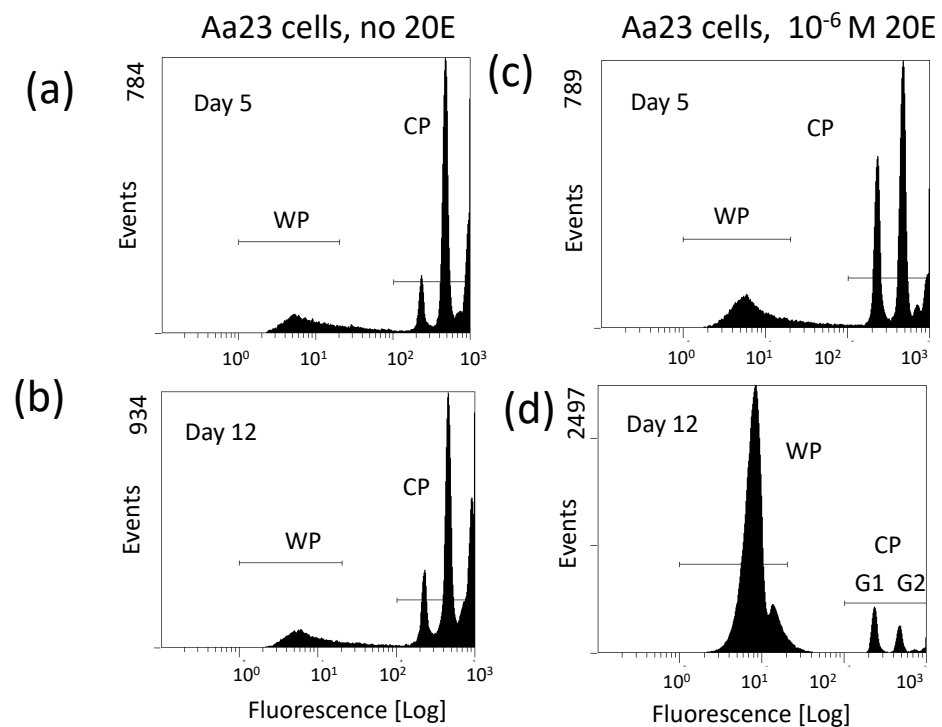 Aa23 cells, no 20E
Aa23 cells, 10⁻⁶ M 20E
(a)
784
Day 5
CP
WP
Events
10⁰ 10¹ 10² 10³
(c)
789
Day 5
CP
WP
Events
10⁰ 10¹ 10² 10³
(b)
934
Day 12
CP
WP
Events
10⁰ 10¹ 10² 10³
Fluorescence [Log]
(d)
2497
Day 12
WP
CP
G1 G2
Events
10⁰ 10¹ 10² 10³
Fluorescence [Log]